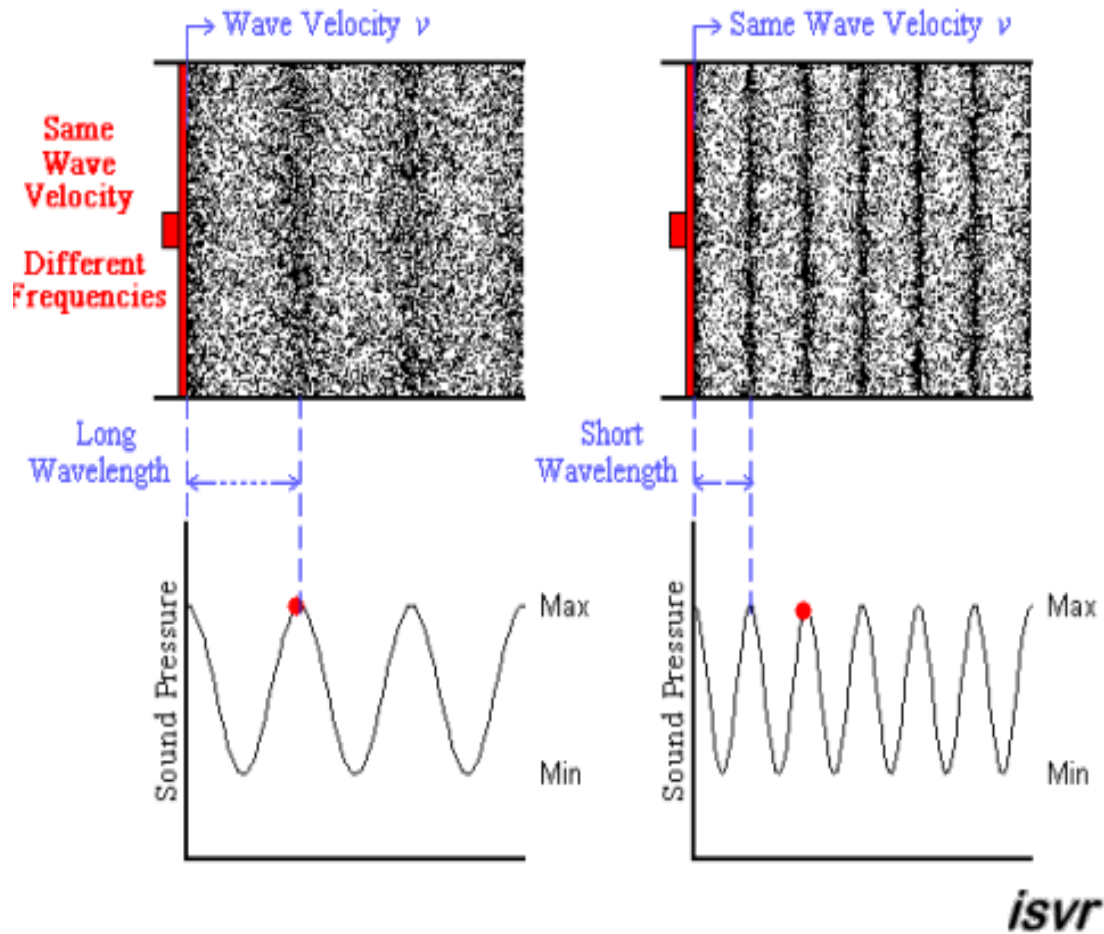 Wave Velocity ν
Same Wave Velocity ν
Same
Wave
Velocity
Different
Frequencies
Long
Wavelength
Short
Wavelength
Sound Pressure
Max
Min
Sound Pressure
Max
Min
isvr